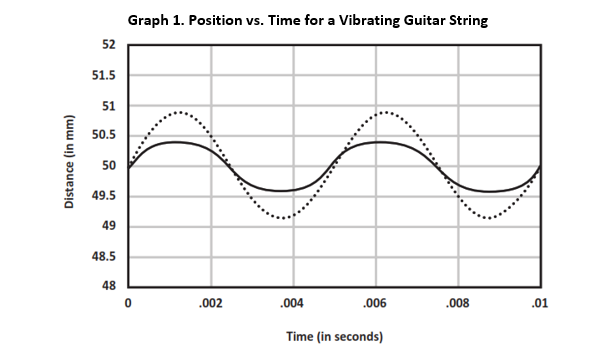 Graph 1. Position vs. Time for a Vibrating Guitar String
52
51.5
51
50.5
50
49.5
49
48.5
48
Distance (in mm)
0 .002 .004 .006 .008 .01
Time (in seconds)